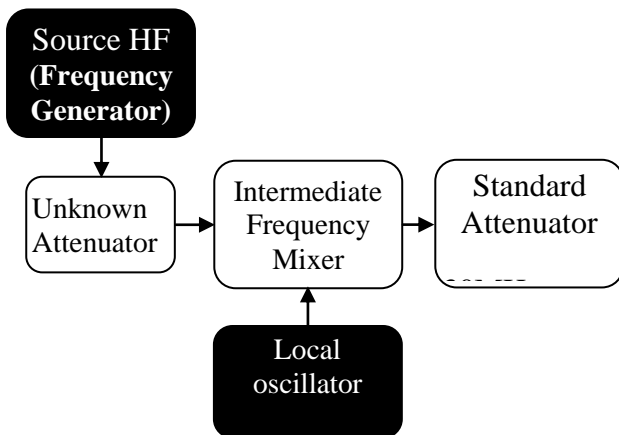 Source HF
(Frequency
Generator)
Unknown
Attenuator
Intermediate
Frequency
Mixer
Standard
Attenuator
Local
oscillator